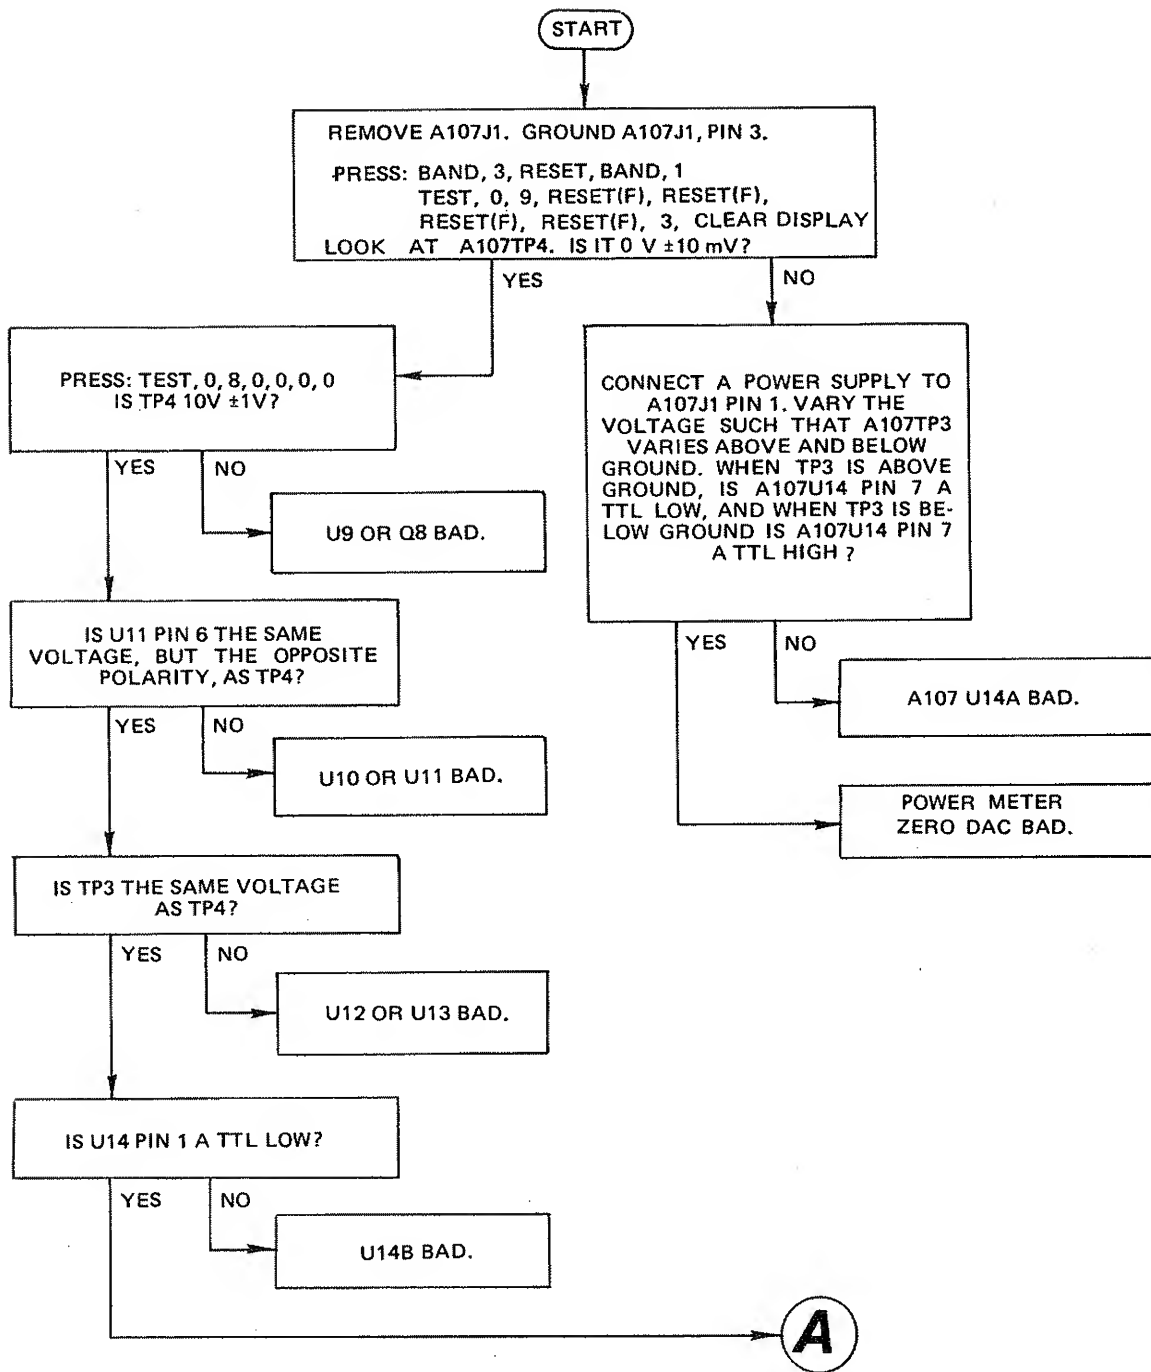 START
REMOVE A107J1. GROUND A107J1, PIN 3.
PRESS: BAND, 3, RESET, BAND, 1
TEST, 0, 9, RESET(F), RESET(F),
RESET(F), RESET(F), 3, CLEAR DISPLAY
LOOK AT A107TP4. IS IT 0 V ±10 mV?
YES
NO
PRESS: TEST, 0, 8, 0, 0, 0, 0
IS TP4 10V ±1V?
YES
NO
U9 OR Q8 BAD.
IS U11 PIN 6 THE SAME
VOLTAGE, BUT THE OPPOSITE
POLARITY, AS TP4?
YES
NO
U10 OR U11 BAD.
IS TP3 THE SAME VOLTAGE
AS TP4?
YES
NO
U12 OR U13 BAD.
IS U14 PIN 1 A TTL LOW?
YES
NO
U14B BAD.
A
CONNECT A POWER SUPPLY TO
A107J1 PIN 1. VARY THE
VOLTAGE SUCH THAT A107TP3
VARIES ABOVE AND BELOW
GROUND. WHEN TP3 IS ABOVE
GROUND, IS A107U14 PIN 7 A
TTL LOW, AND WHEN TP3 IS BE-
LOW GROUND IS A107U14 PIN 7
A TTL HIGH ?
YES
NO
A107 U14A BAD.
POWER METER
ZERO DAC BAD.